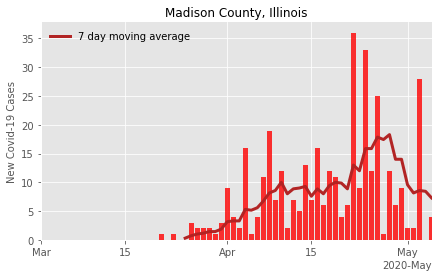 Madison County, Illinois
7 day moving average
New Covid-19 Cases
35
30
25
20
15
10
5
0
Mar 15 Apr 15 May
2020-May